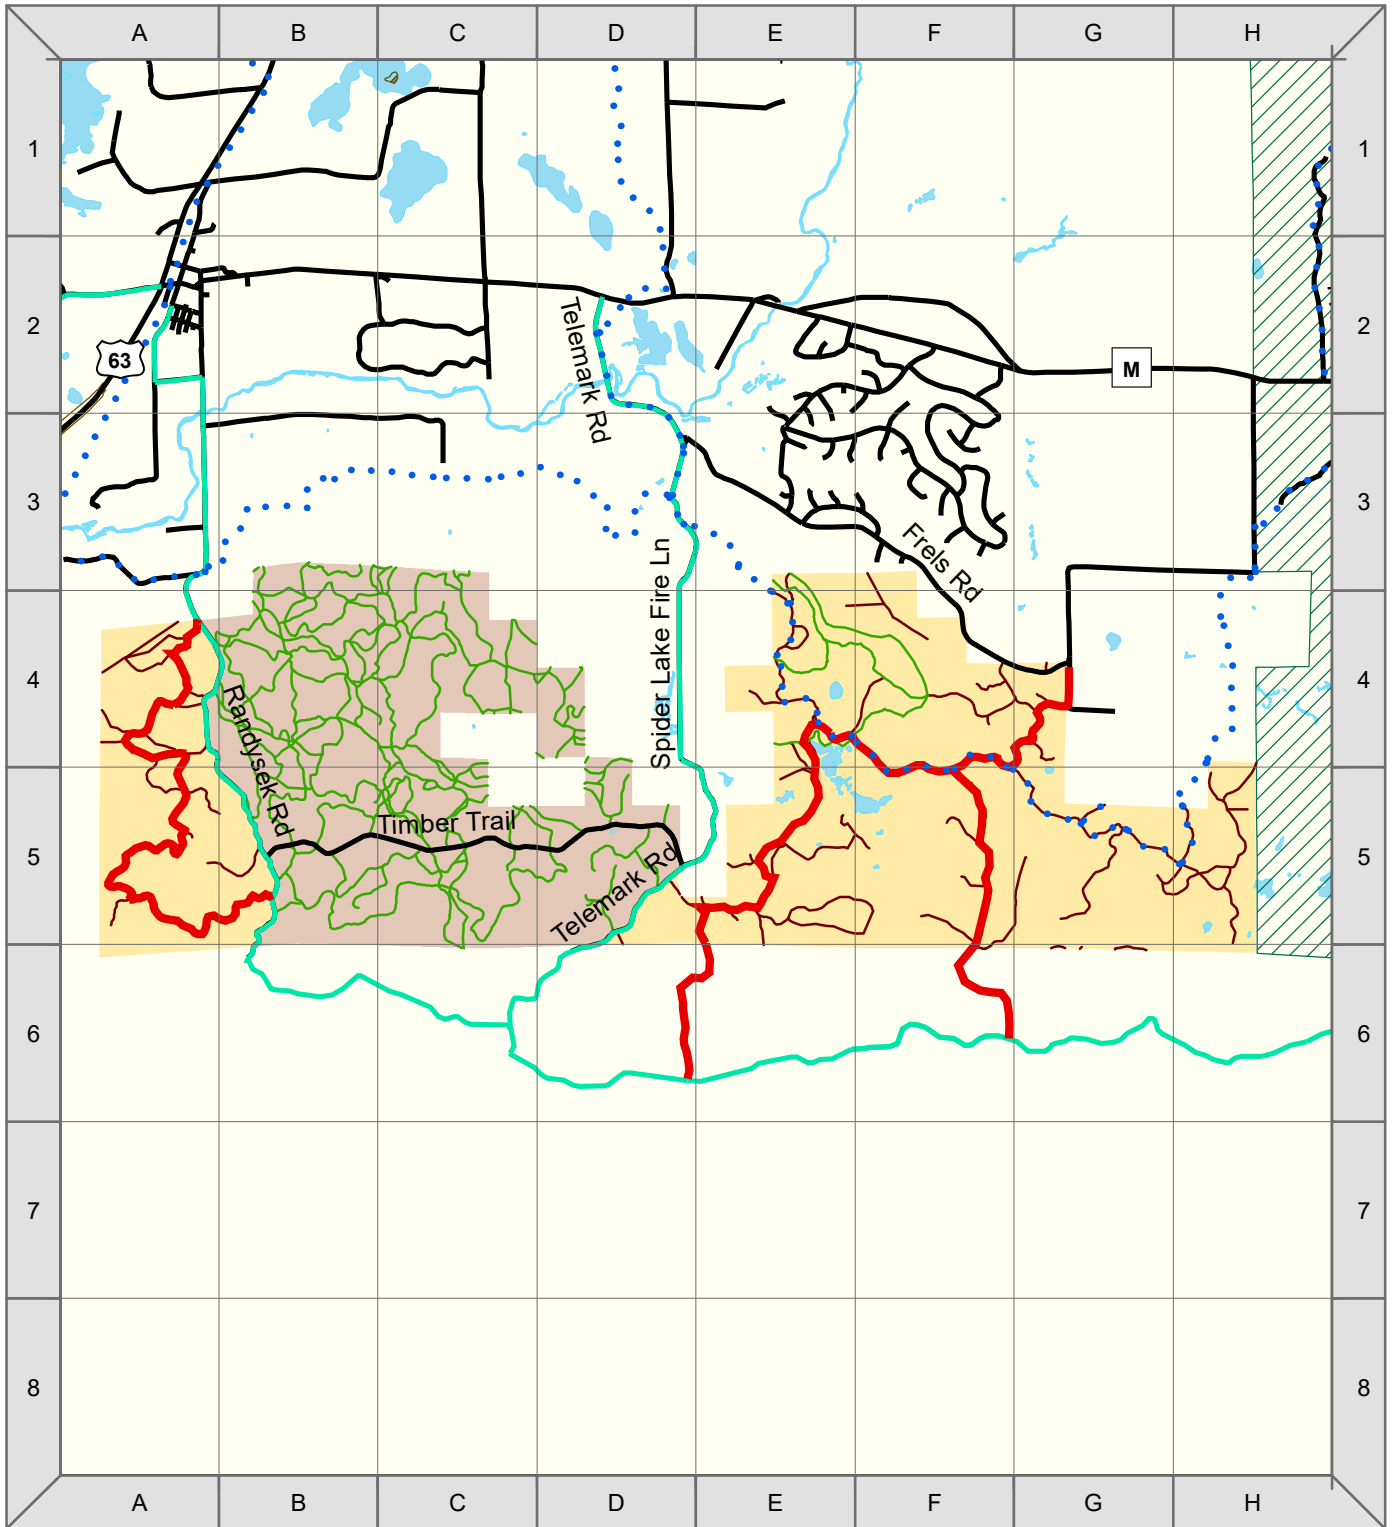 A B C D E F G H
1 1
2 2
Telemark Rd
63
M
3 3
Frels Rd
Spider Lake Fire Ln
4 4
Randysek Rd
Timber Trail
5 5
Telemark Rd
6 6
7 7
8 8
A B C D E F G H